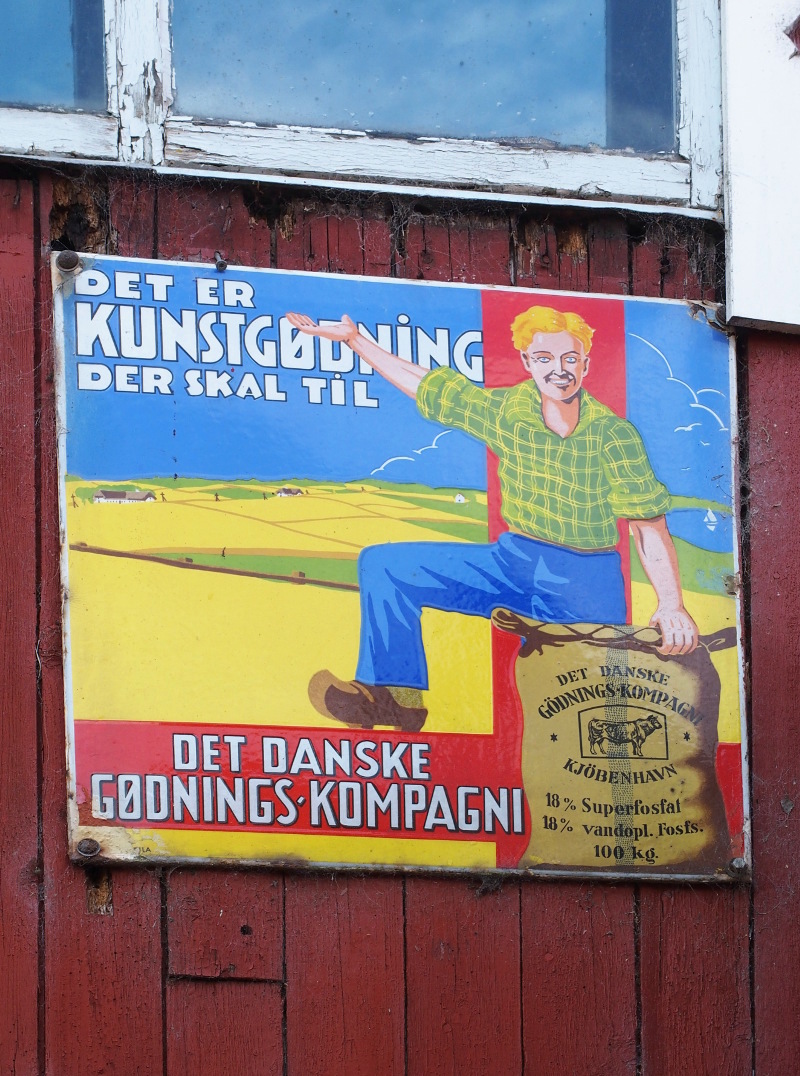 DET ER
KUNSTGØDNiNG
DER SKAL TiL
DET DANSKE
GØDNINGS-KOMPAGNI
DET DANSKE
GÖDNINGS-KOMPAGNI
KJÖBENHAVN
18% Superfosfat
18% vandopl. Fosfs.
100 kg.